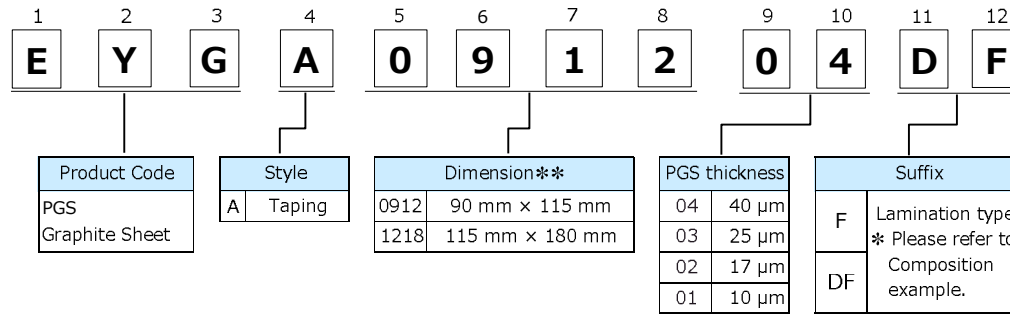 1 2 3 4 5 6 7 8 9 10 11 12
E Y G A 0 9 1 2 0 4 D F
Product Code
PGS
Graphite Sheet
Style
A Taping
Dimension**
0912 90 mm × 115 mm
1218 115 mm × 180 mm
PGS thickness
04 40 µm
03 25 µm
02 17 µm
01 10 µm
Suffix
F
DF
Lamination type
* Please refer to
Composition
example.